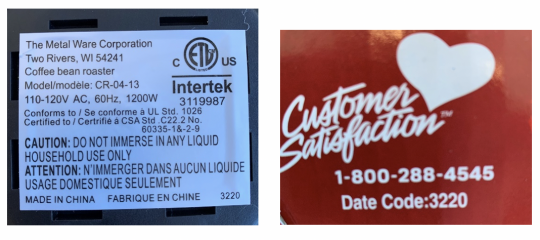 The Metal Ware Corporation
Two Rivers, WI 54241
Coffee bean roaster
Model/modèle: CR-04-13
110-120V AC, 60Hz, 1200W
C ETL US
Intertek
3119987
Conforms to / Se conforme à UL Std. 1026
Certified to / Certifié à CSA Std. C22.2 No.
60335-1&-2-9
CAUTION: DO NOT IMMERSE IN ANY LIQUID
HOUSEHOLD USE ONLY
ATTENTION: N'IMMERGER DANS AUCUN LIQUIDE
USAGE DOMESTIQUE SEULEMENT
MADE IN CHINA FABRIQUE EN CHINE 3220
Customer
Satisfaction™
1-800-288-4545
Date Code:3220